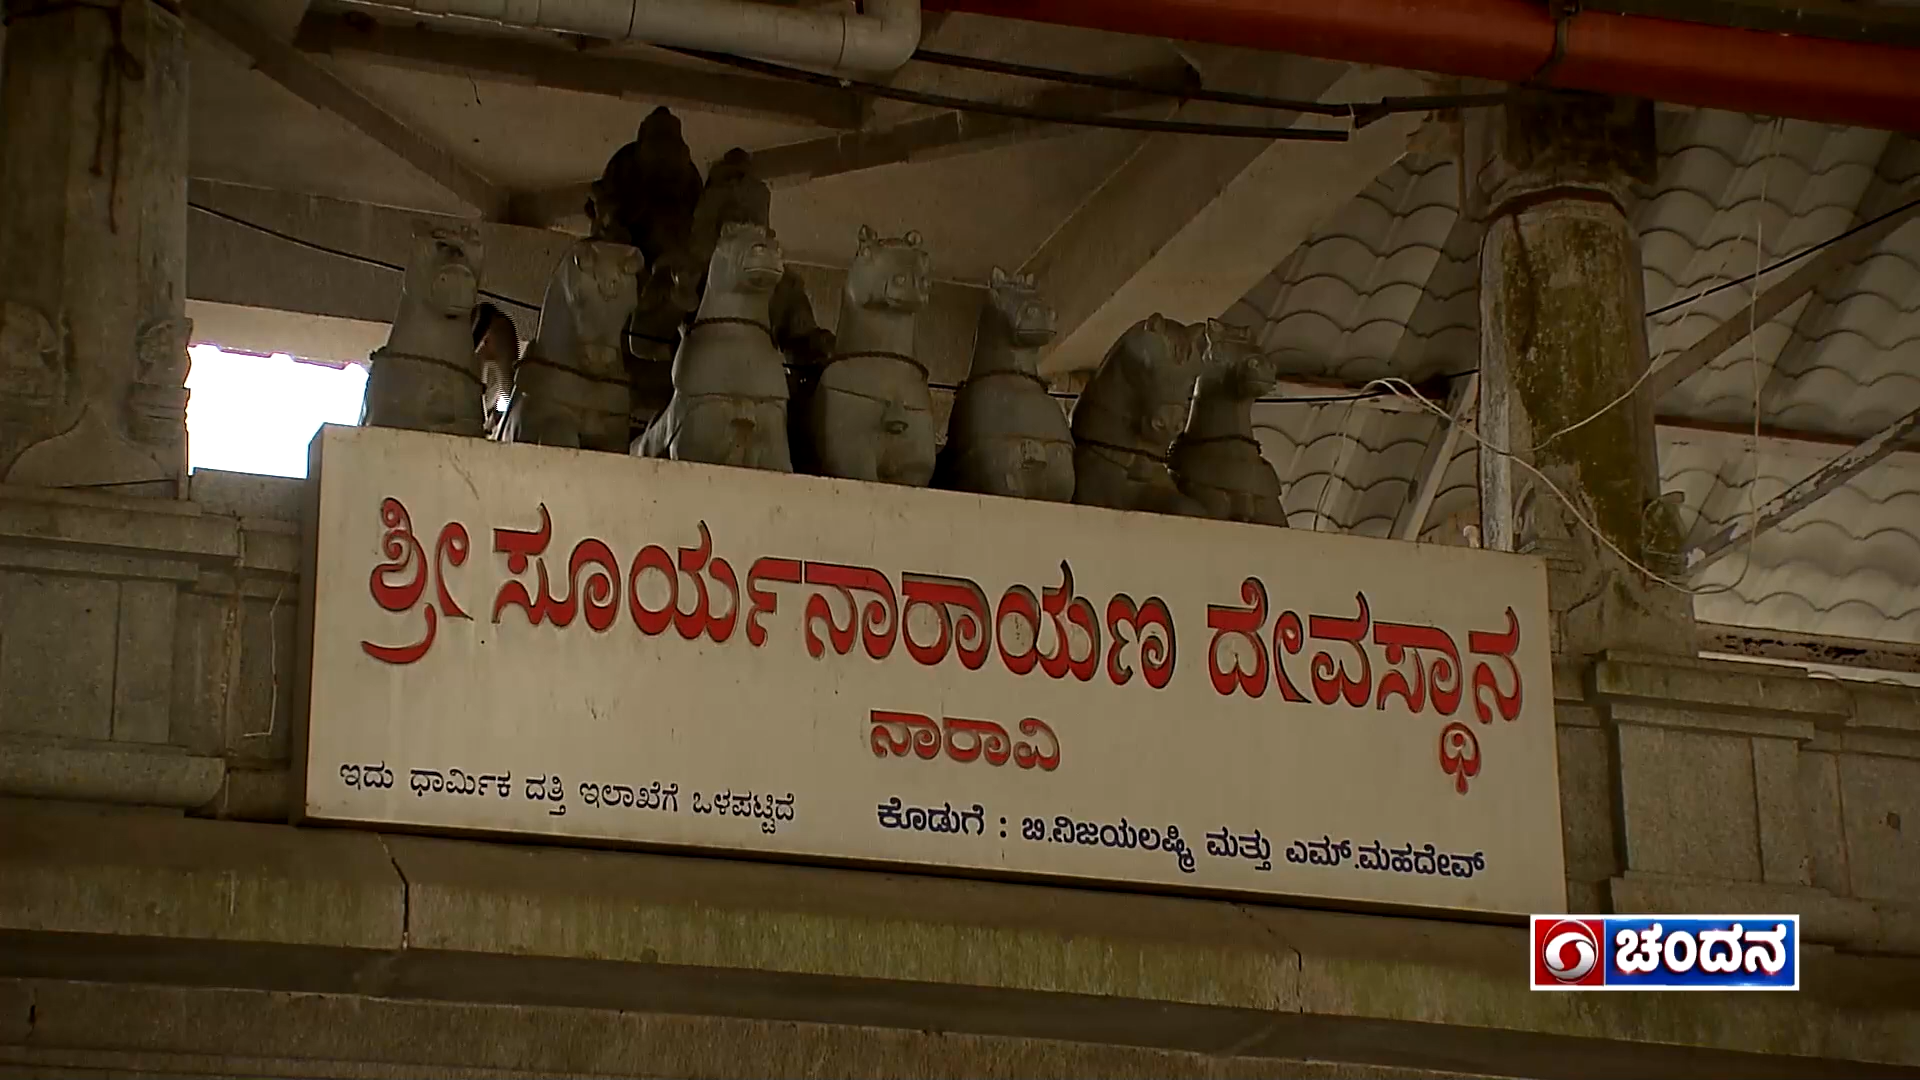 ಶ್ರೀ ಸೂರ್ಯನಾರಾಯಣ ದೇವಸ್ಥಾನ
ನಾರಾವಿ
ಇದು ಧಾರ್ಮಿಕ ದತ್ತಿ ಇಲಾಖೆಗೆ ಒಳಪಟ್ಟಿದೆ
ಕೊಡುಗೆ : ಬಿ.ವಿಜಯಲಕ್ಷ್ಮಿ ಮತ್ತು ಎಮ್.ಮಹದೇವ್
ಚಂದನ